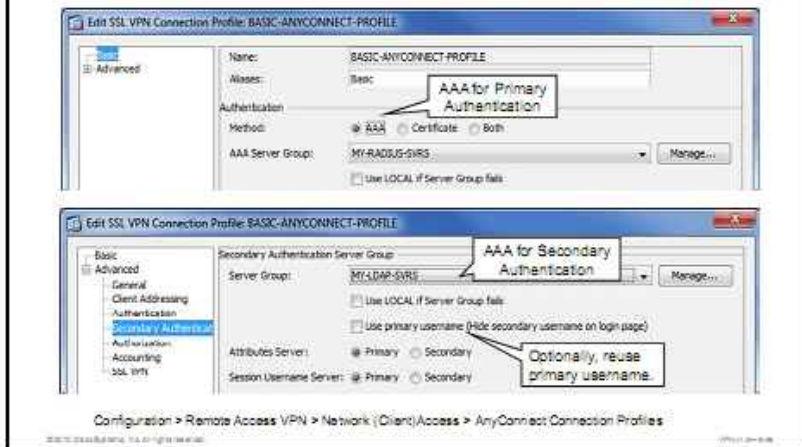 Edit SSL VPN Connection Profile: BASIC-ANYCONNECT-PROFILE
Basic
Advanced
Name: BASIC-ANYCONNECT-PROFILE
Aliases: Basic
AAA for Primary
Authentication
Authentication
Method: AAA Certificate Both
AAA Server Group: MY-RADIUS-SVRS Manage...
Use LOCAL if Server Group fails
Edit SSL VPN Connection Profile: BASIC-ANYCONNECT-PROFILE
Basic
Advanced
General
Client Addressing
Authentication
Secondary Authenticat
Authorization
Accounting
SSL VPN
Secondary Authentication Server Group
AAA for Secondary
Authentication
Server Group: MY-LDAP-SVRS Manage...
Use LOCAL if Server Group fails
Use primary username (Hide secondary username on login page)
Attributes Server: Primary Secondary
Session Username Server: Primary Secondary
Optionally, reuse
primary username.
Configuration > Remote Access VPN > Network (Client)Access > AnyConnect Connection Profiles